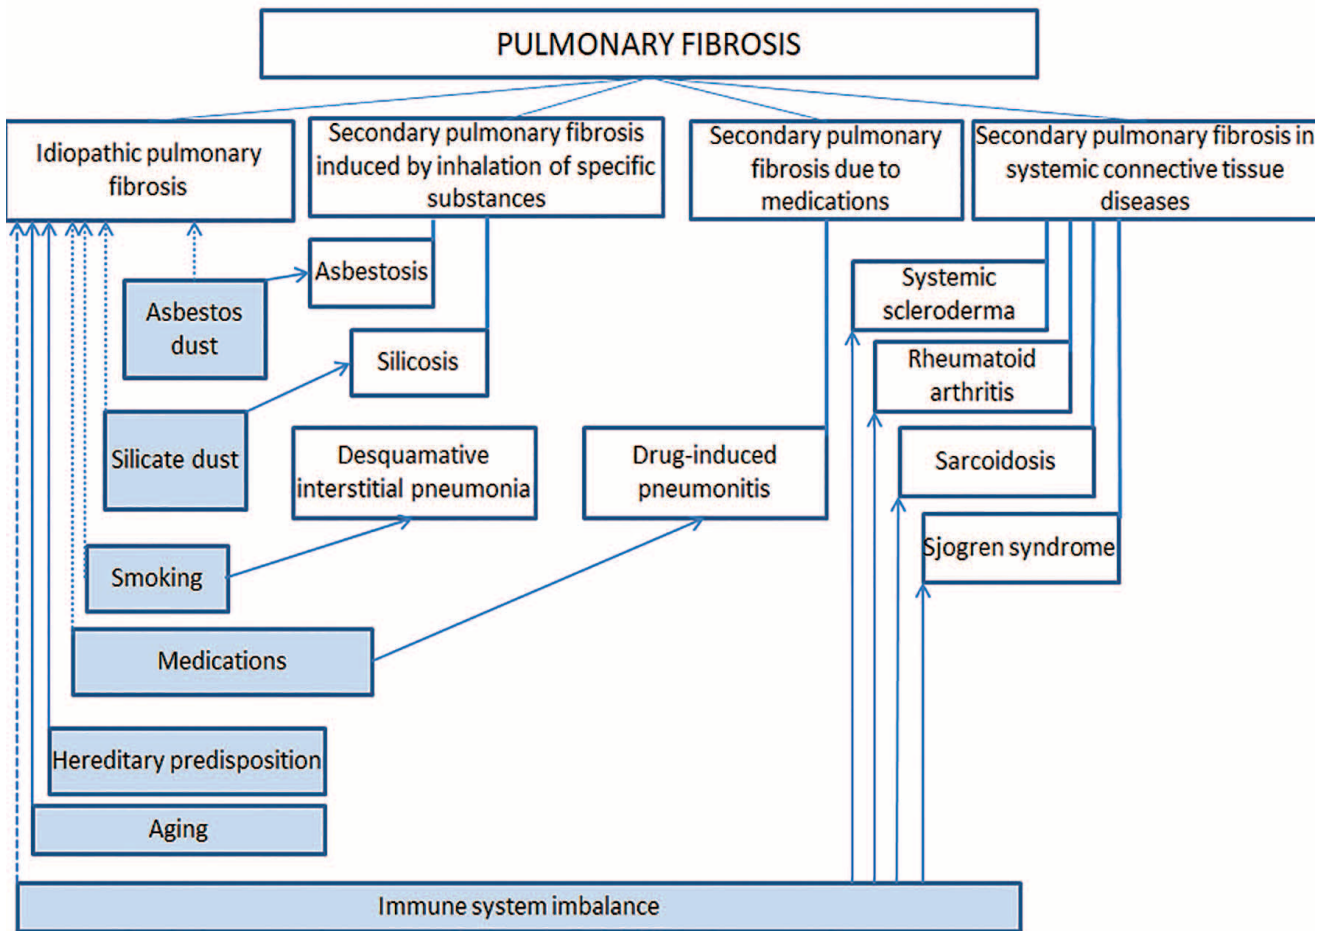 PULMONARY FIBROSIS
Idiopathic pulmonary
fibrosis
Secondary pulmonary fibrosis
induced by inhalation of specific
substances
Secondary pulmonary
fibrosis due to
medications
Secondary pulmonary fibrosis in
systemic connective tissue
diseases
Asbestosis
Systemic
scleroderma
Asbestos
dust
Silicosis
Rheumatoid
arthritis
Silicate dust
Desquamative
interstitial pneumonia
Drug-induced
pneumonitis
Sarcoidosis
Sjogren syndrome
Smoking
Medications
Hereditary predisposition
Aging
Immune system imbalance